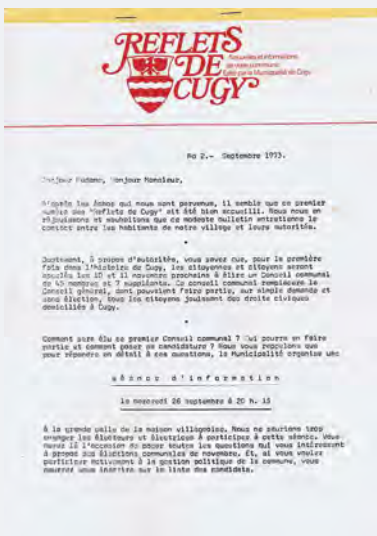 REFLETS
DE
CUGY
Actualités et informations
de votre commune
Édité par la Municipalité de Cugy
No 2.- Septembre 1973.
Bonjour Madame, Bonjour Monsieur,
D'après les échos qui nous sont parvenus, il semble que ce premier
numéro des "Reflets de Cugy" ait été bien accueilli. Nous nous en
réjouissons et souhaitons que ce modeste bulletin entretienne le
contact entre les habitants de notre village et leurs autorités.
Justement, à propos d'autorités, vous savez que, pour la première
fois dans l'histoire de Cugy, les citoyennes et citoyens seront
appelés les 10 et 11 novembre prochains à élire un Conseil communal
de 45 membres et 7 suppléants. Ce conseil communal remplacera le
Conseil général, dont pouvaient faire partie, sur simple demande et
sans élection, tous les citoyens jouissant des droits civiques
domiciliés à Cugy.
Comment sera élu ce premier Conseil communal ? Qui pourra en faire
partie et comment poser sa candidature ? Nous vous rappelons que
pour répondre en détail à ces questions, la Municipalité organise une
séance d'information
le mercredi 26 septembre à 20 h. 15
à la grande salle de la maison villageoise. Nous ne saurions trop
engager les électeurs et électrices à participer à cette séance. Vous
aurez là l'occasion de poser toutes les questions qui vous intéressent
à propos des élections communales de novembre. Et, si vous voulez
participer activement à la gestion politique de la commune, vous
pourrez vous inscrire sur la liste des candidats.